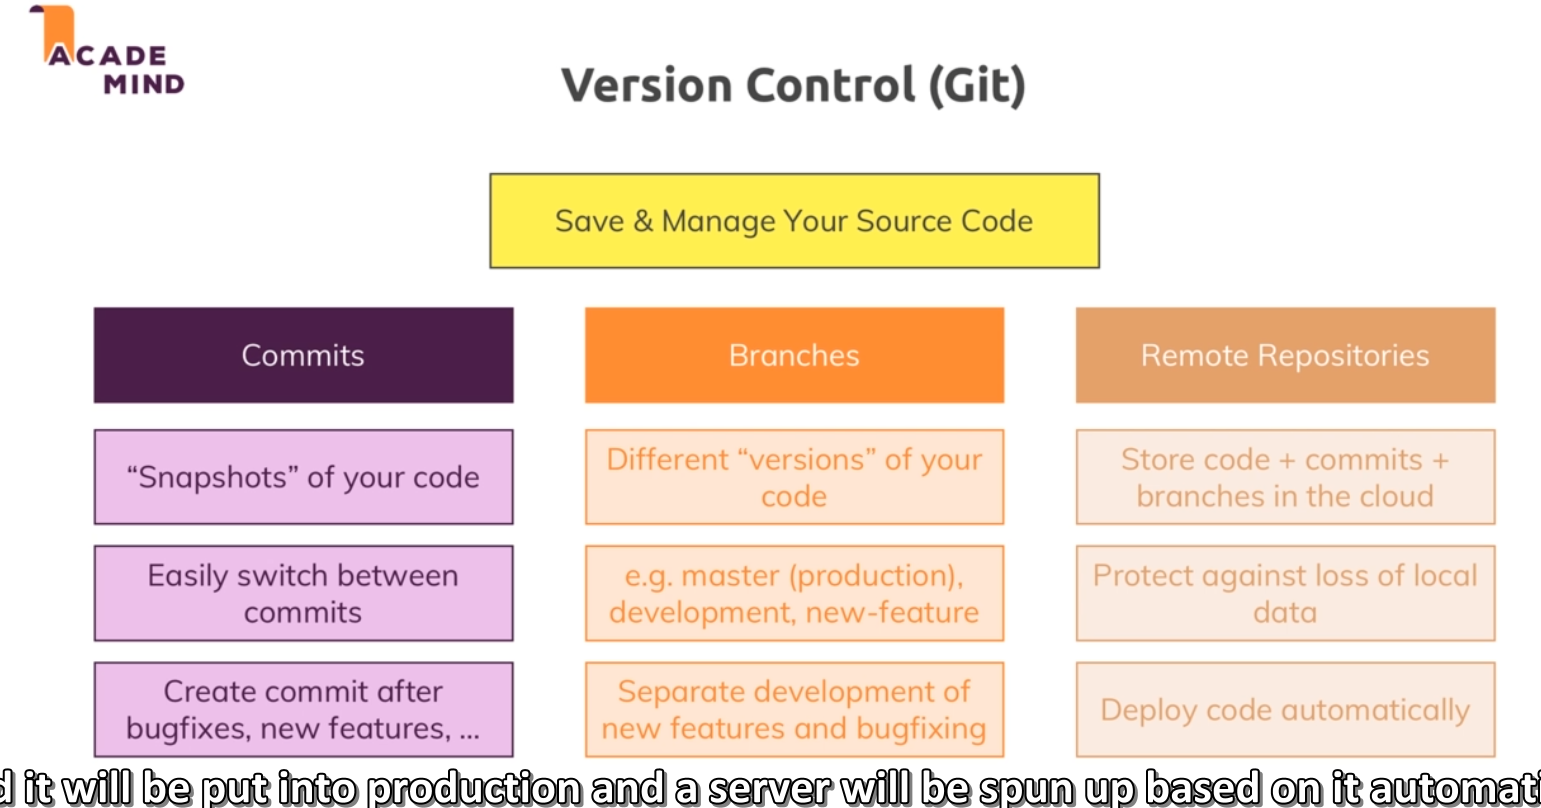 ACADE
MIND
Version Control (Git)
Save & Manage Your Source Code
Commits
“Snapshots” of your code
Easily switch between
commits
Create commit after
bugfixes, new features, ...
Branches
Different “versions” of your
code
e.g. master (production),
development, new-feature
Separate development of
new features and bugfixing
Remote Repositories
Store code + commits +
branches in the cloud
Protect against loss of local
data
Deploy code automatically
it will be put into production and a server will be spun up based on it